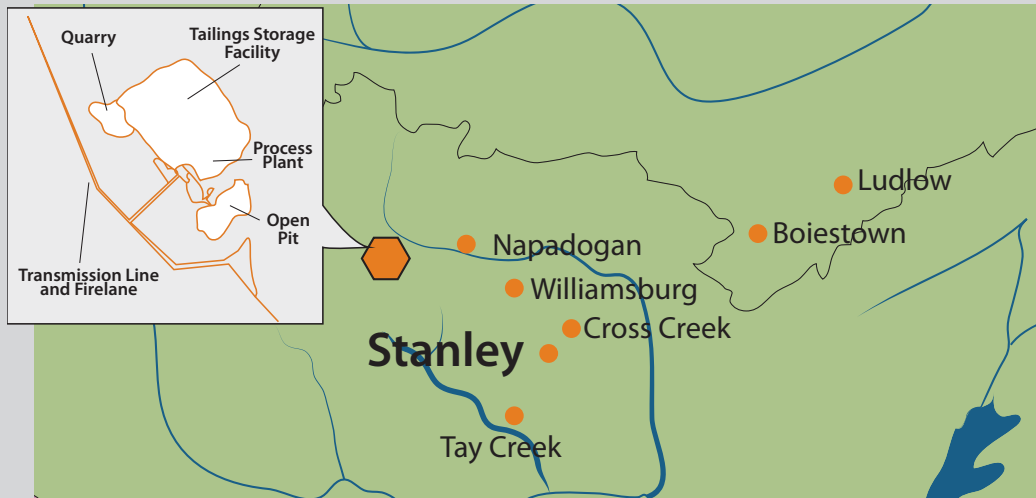 Quarry
Tailings Storage
Facility
Process
Plant
Open
Pit
Transmission Line
and Firelane
Ludlow
Boiestown
Napadogan
Williamsburg
Cross Creek
Stanley
Tay Creek